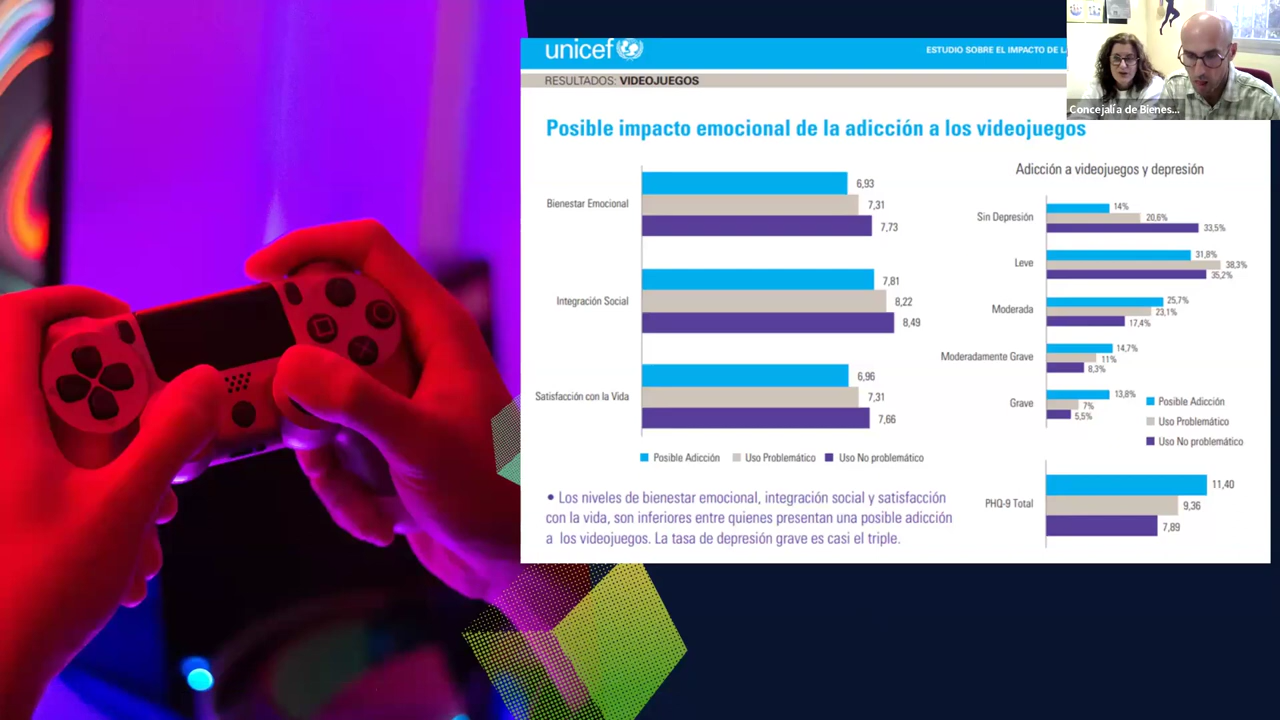 unicef
ESTUDIO SOBRE EL IMPACTO DE
RESULTADOS: VIDEOJUEGOS
Concejalía de Bienes...
Posible impacto emocional de la adicción a los videojuegos
Bienestar Emocional
6,93
7,31
7,73
Integración Social
7,81
8,22
8,49
Satisfacción con la Vida
6,96
7,31
7,66
Posible Adicción
Uso Problemático
Uso No problemático
Adicción a videojuegos y depresión
Sin Depresión
14%
20,6%
33,5%
Leve
31,8%
38,3%
35,2%
Moderada
25,7%
23,1%
17,4%
Moderadamente Grave
14,7%
11%
8,3%
Grave
13,8%
7%
5,5%
Posible Adicción
Uso Problemático
Uso No problemático
PHQ-9 Total
11,40
9,36
7,89
• Los niveles de bienestar emocional, integración social y satisfacción
con la vida, son inferiores entre quienes presentan una posible adicción
a los videojuegos. La tasa de depresión grave es casi el triple.